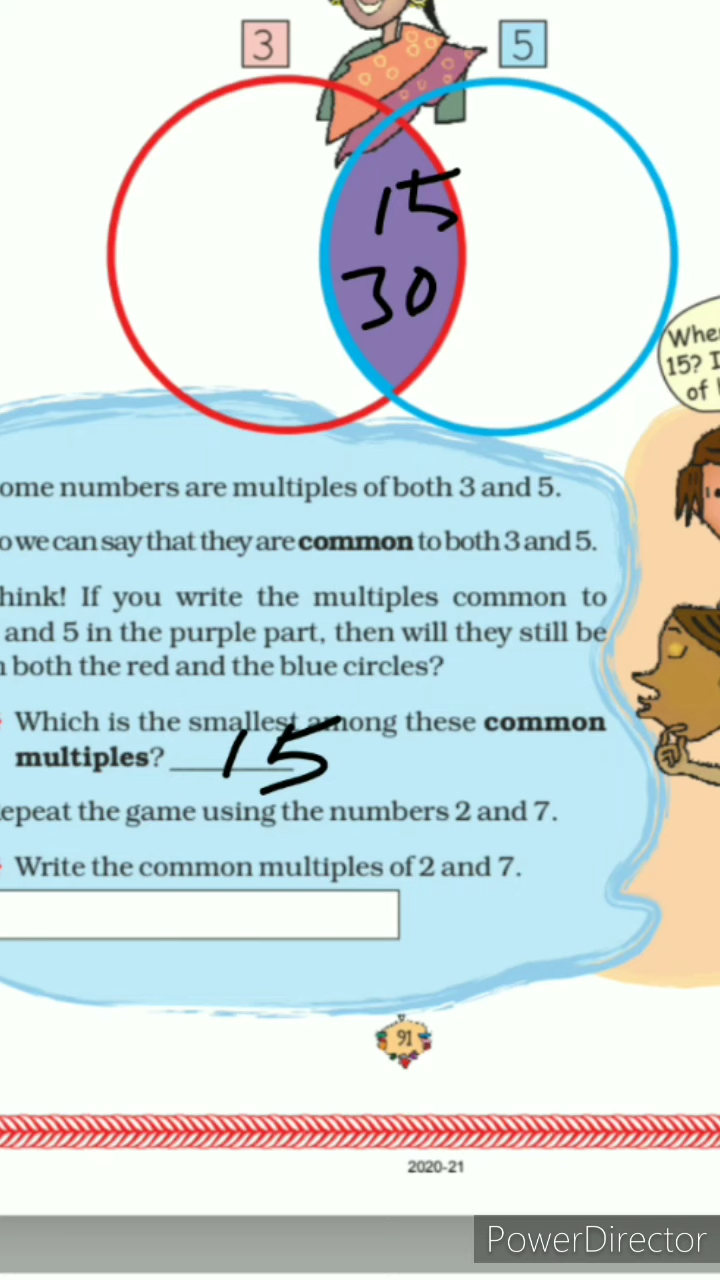 3 5
15
30
Whe
15? I
of
ome numbers are multiples of both 3 and 5.
o we can say that they are common to both 3 and 5.
hink! If you write the multiples common to
and 5 in the purple part, then will they still be
n both the red and the blue circles?
Which is the smallest among these common
multiples? 15
epeat the game using the numbers 2 and 7.
Write the common multiples of 2 and 7.
91
2020-21
PowerDirector